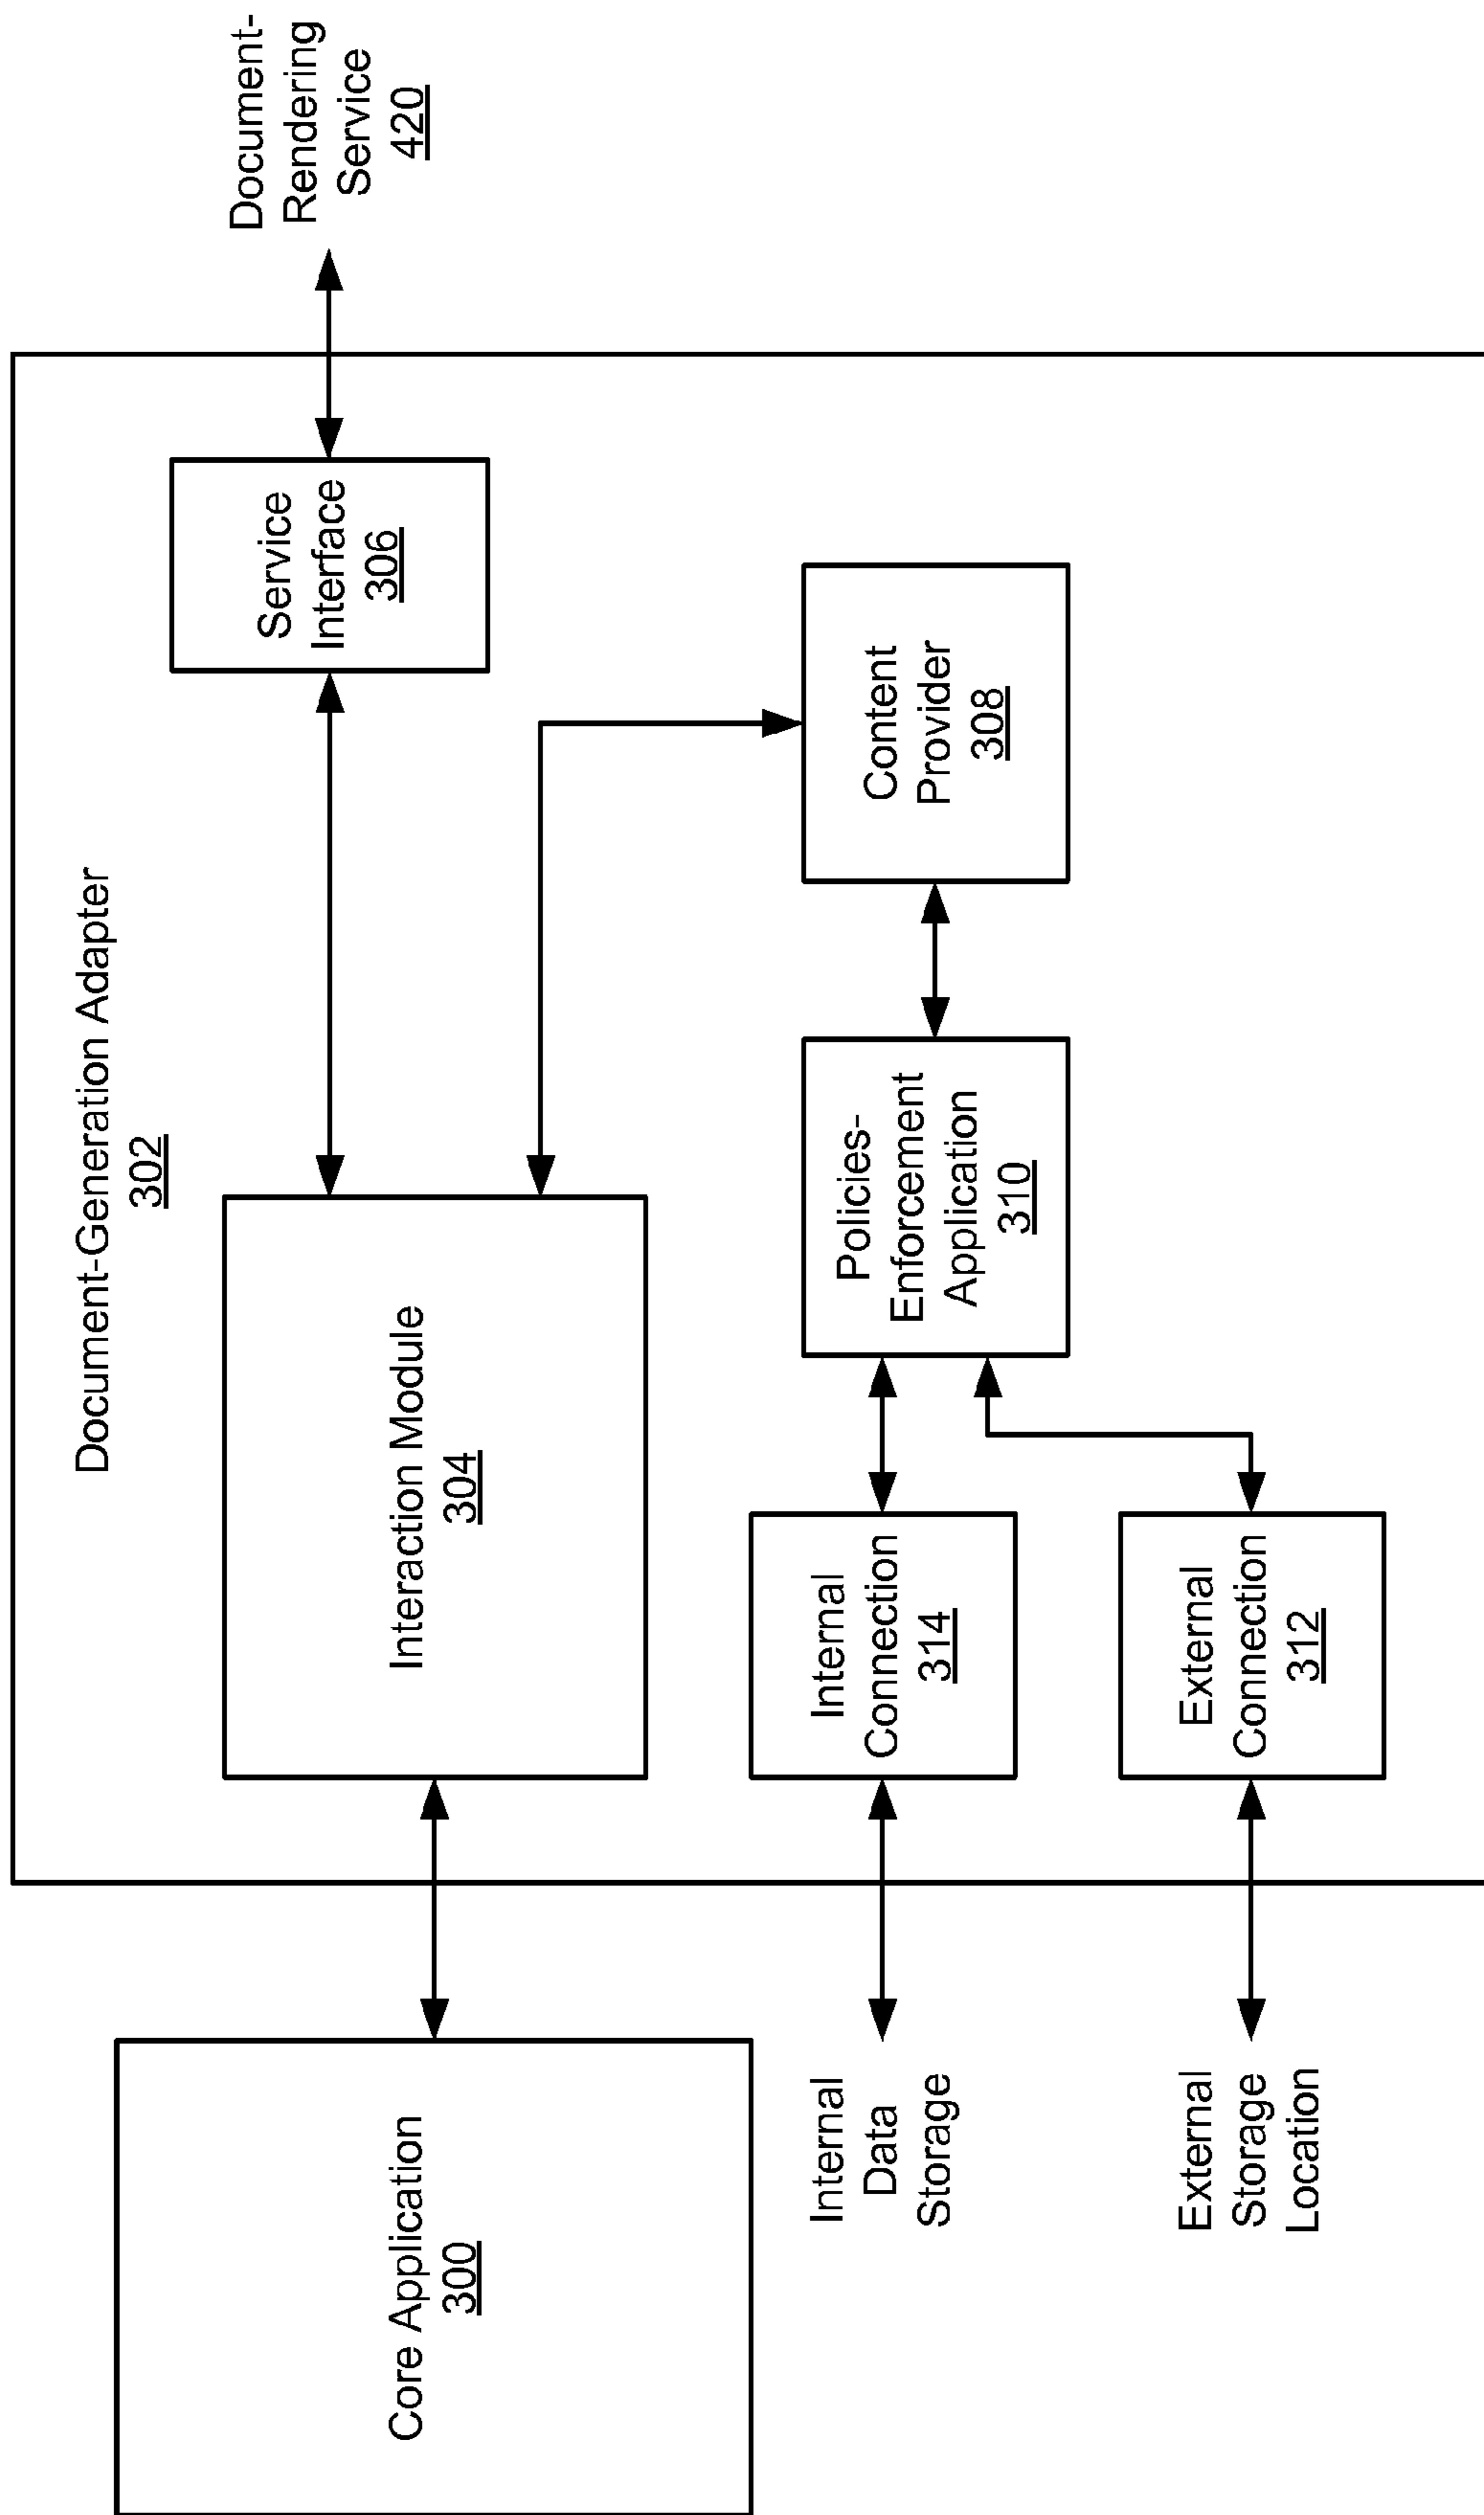 Document-Generation Adapter
302
Core Application
300
Interaction Module
304
Service
Interface
306
Document-
Rendering
Service
420
Internal
Data
Storage
Internal
Connection
314
Policies-
Enforcement
Application
310
Content
Provider
308
External
Storage
Location
External
Connection
312